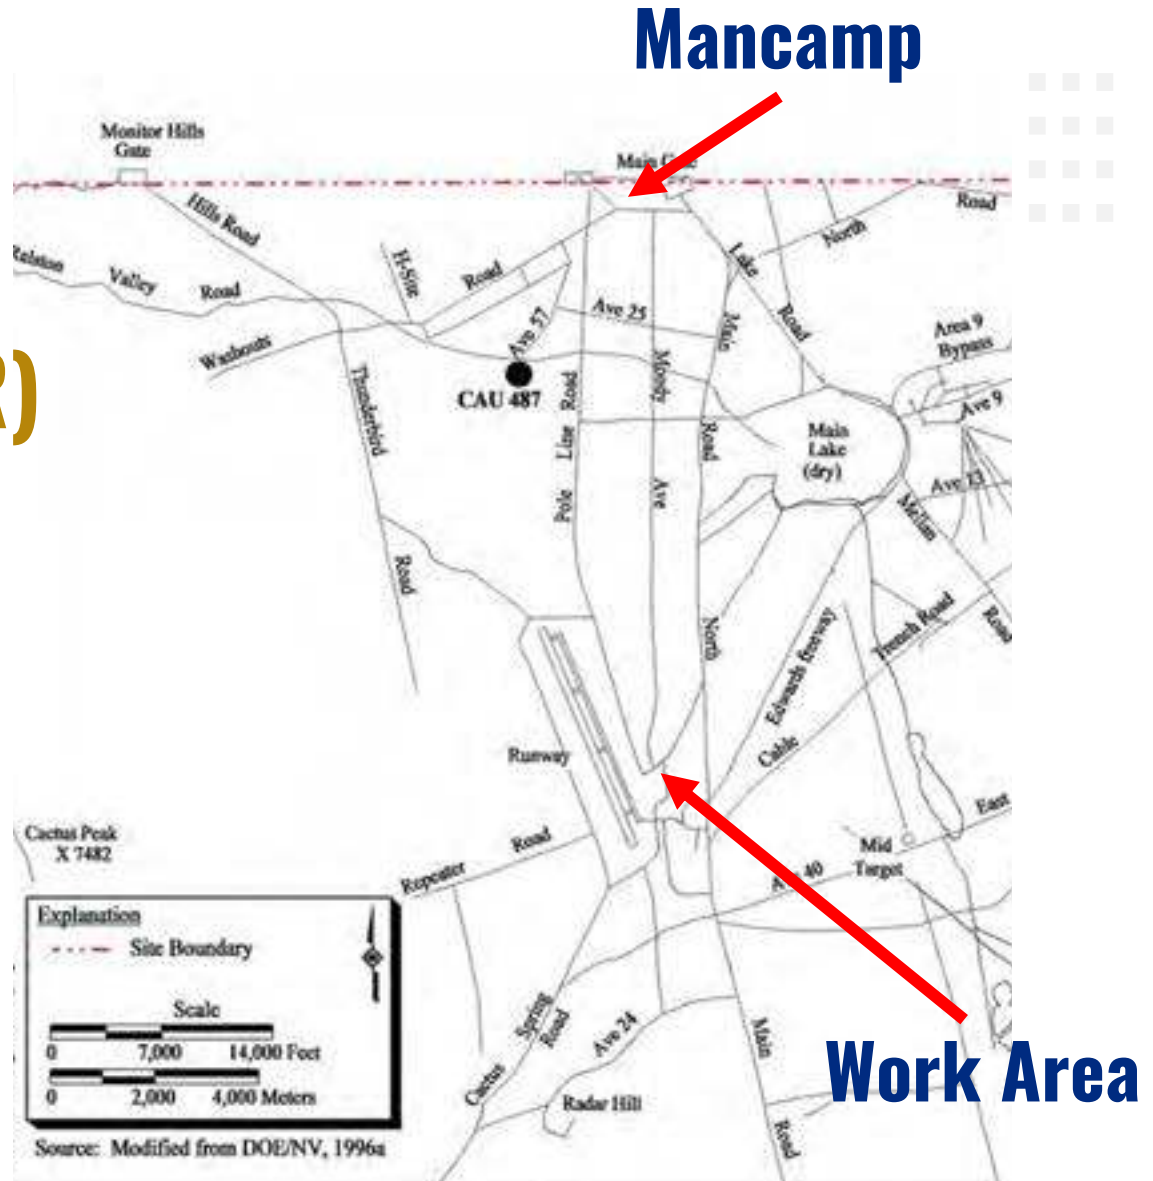 Mancamp
Monitor Hills
Gate
Main Gate
Road
Hills Road
North
Ralston
Valley
Road
H-Site
Road
Lake
Road
Ave 25
Main
Area 9
Bypass
Washouts
Ave 57
Moody
CAU 487
Thunderbird
Pole Line Road
Road
Ave 9
R)
Main
Lake
(dry)
Ave
Ave 13
Mellan
Road
Road
North
Edwards freeway
Trench Road
Runway
Cable
East
Cactus Peak
X 7482
Road
Repeater
Mid
Target
Ave 40
Explanation
Site Boundary
Scale
0 7,000 14,000 Feet
0 2,000 4,000 Meters
Spring
Road
Cactus
Ave 24
Main
Road
Radar Hill
Work Area
Source: Modified from DOE/NV, 1996a